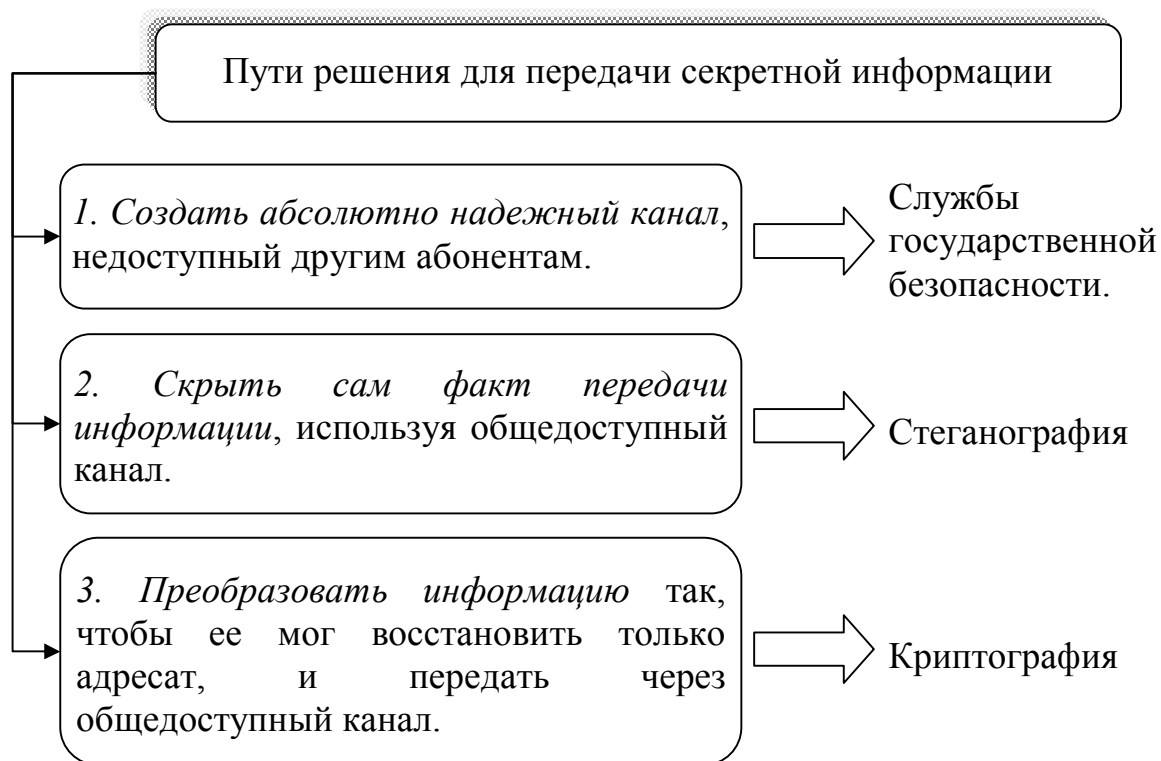 Пути решения для передачи секретной информации
1. Создать абсолютно надежный канал,
недоступный другим абонентам.
Службы
государственной
безопасности.
2. Скрыть сам факт передачи
информации, используя общедоступный
канал.
Стеганография
3. Преобразовать информацию так,
чтобы ее мог восстановить только
адресат, и передать через
общедоступный канал.
Криптография